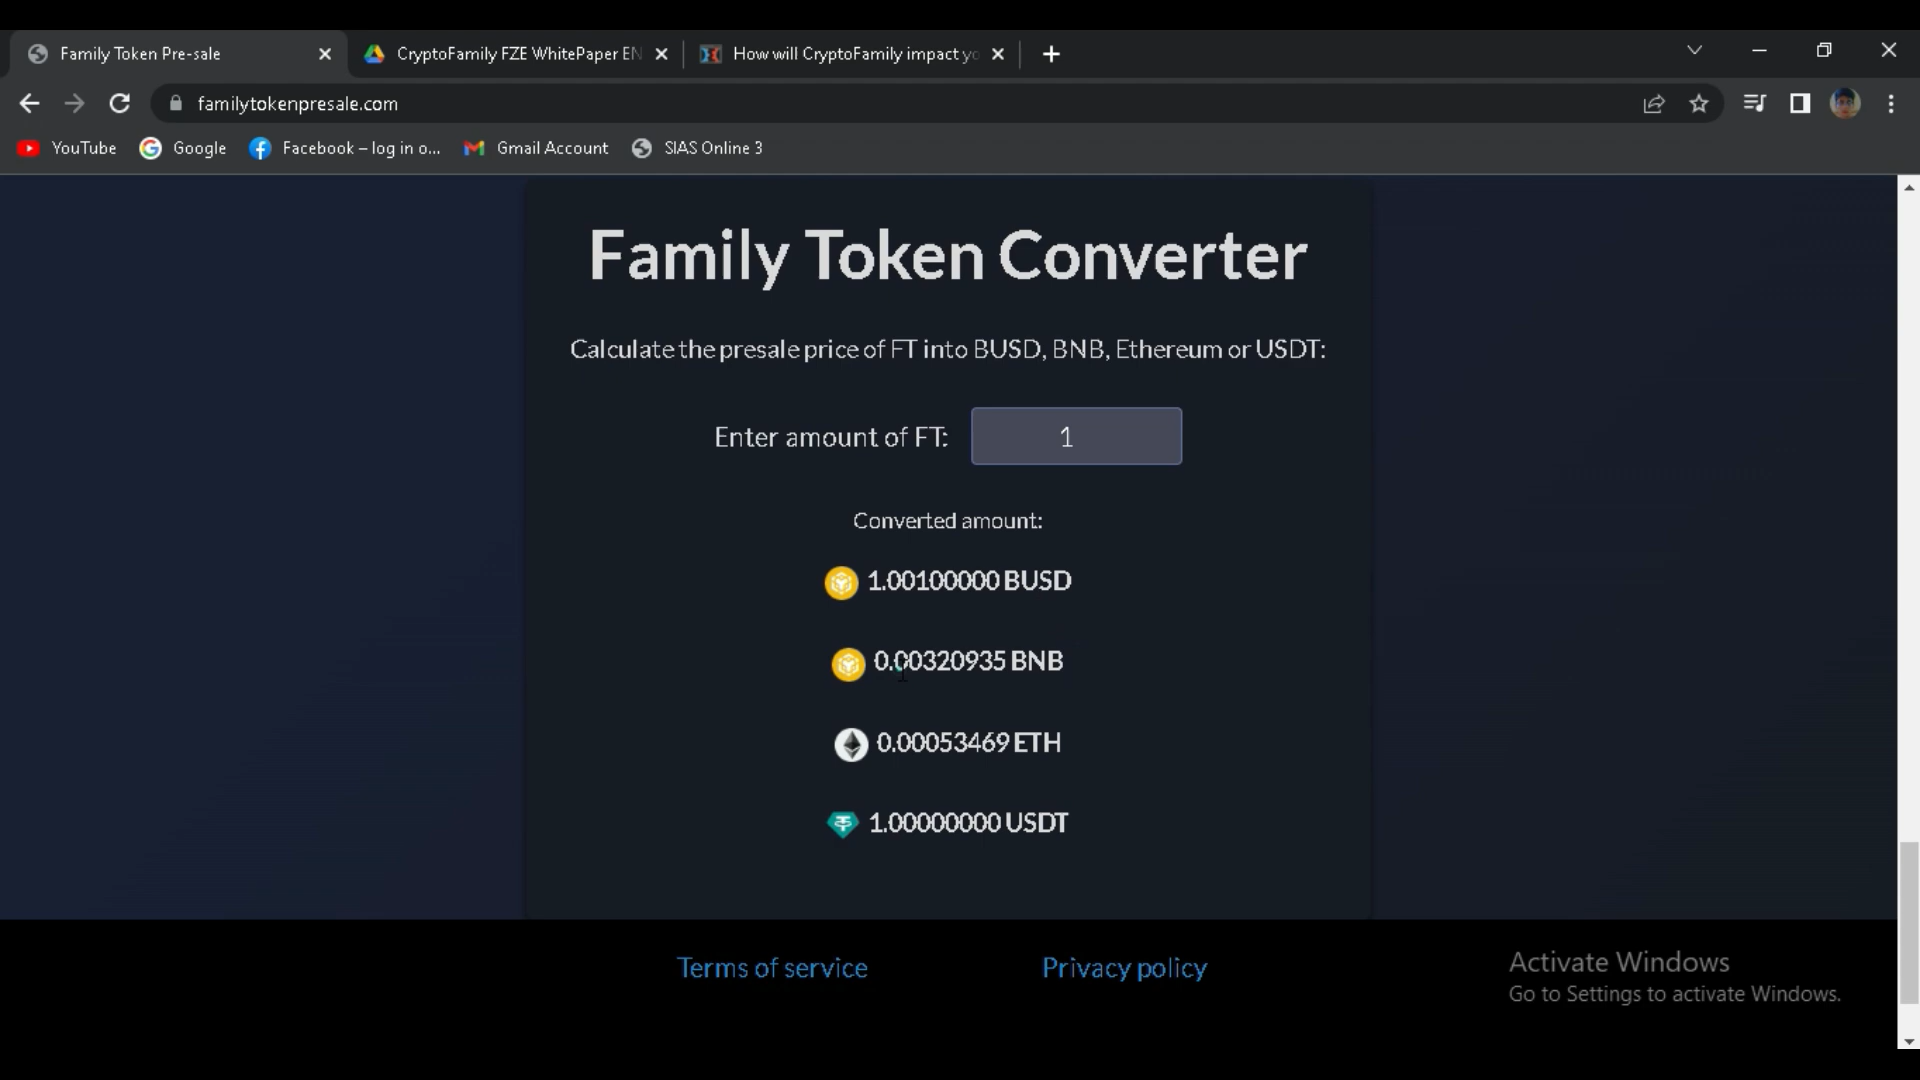 Family Token Pre-sale
CryptoFamily FZE WhitePaper EN
How will CryptoFamily impact yo
familytokenpresale.com
YouTube
Google
Facebook – log in o...
Gmail Account
SIAS Online 3
Family Token Converter
Calculate the presale price of FT into BUSD, BNB, Ethereum or USDT:
Enter amount of FT: 1
Converted amount:
1.00100000 BUSD
0.00320935 BNB
0.00053469 ETH
1.00000000 USDT
Terms of service
Privacy policy
Activate Windows
Go to Settings to activate Windows.